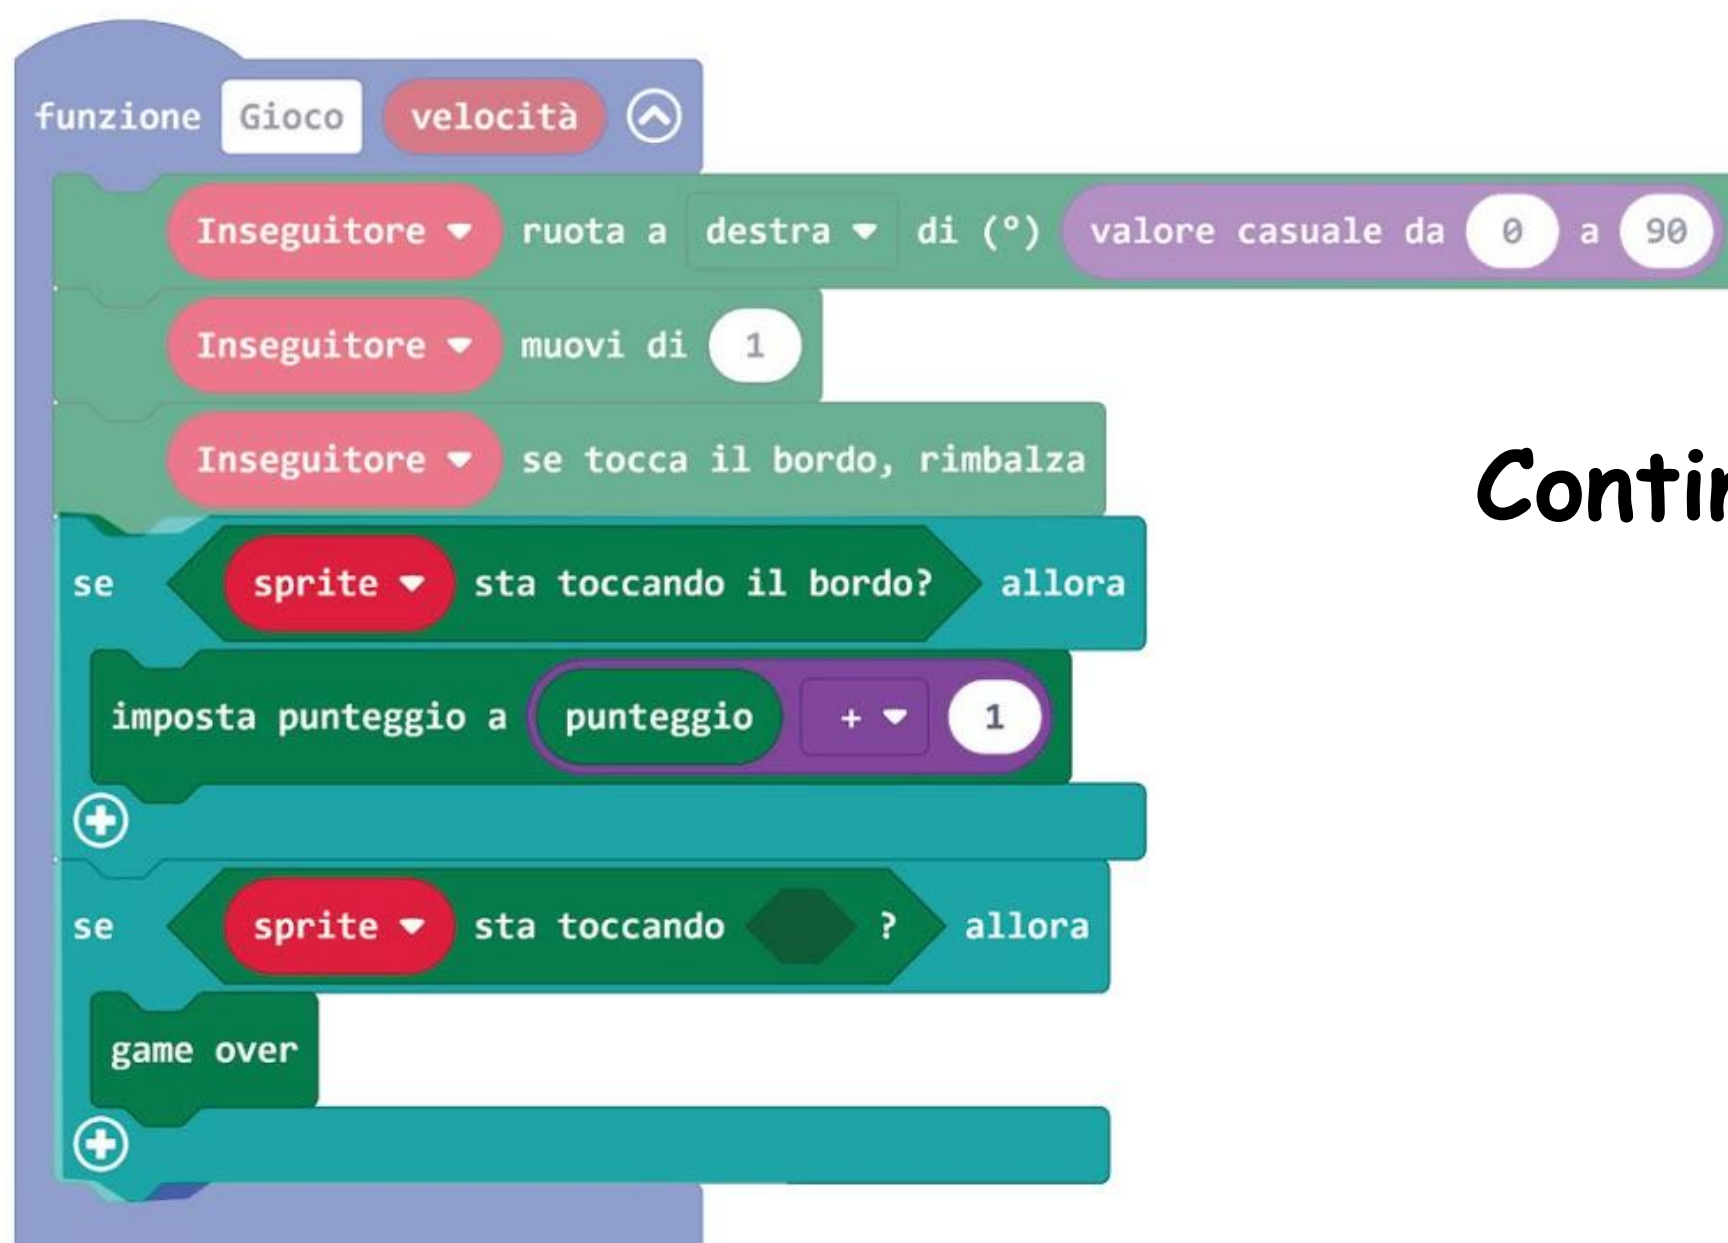 funzione Gioco velocità
Inseguitore ruota a destra di (°) valore casuale da 0 a 90
Inseguitore muovi di 1
Inseguitore se tocca il bordo, rimbalza
se sprite sta toccando il bordo? allora
imposta punteggio a punteggio + 1
se sprite sta toccando ? allora
game over